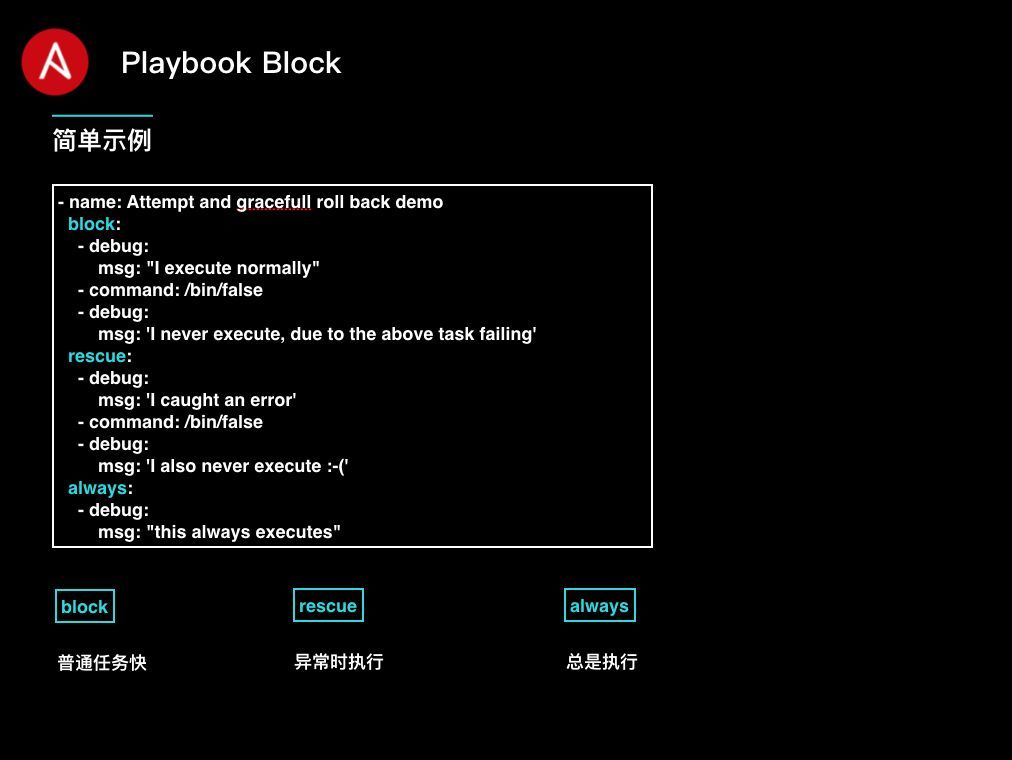 Playbook Block
简单示例
- name: Attempt and gracefull roll back demo
block:
- debug:
msg: "I execute normally"
- command: /bin/false
- debug:
msg: 'I never execute, due to the above task failing'
rescue:
- debug:
msg: 'I caught an error'
- command: /bin/false
- debug:
msg: 'I also never execute :-('
always:
- debug:
msg: "this always executes"
block rescue always
普通任务快 异常时执行 总是执行